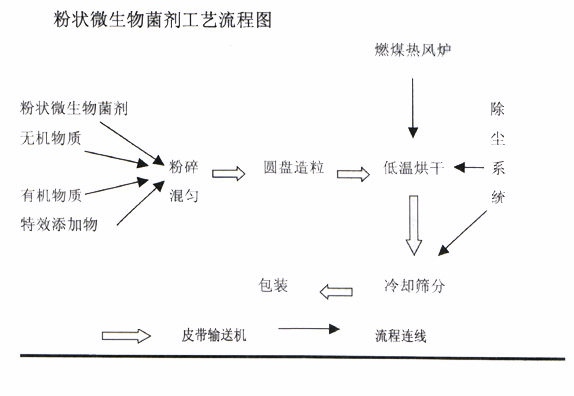 粉状微生物菌剂工艺流程图
燃煤热风炉
粉状微生物菌剂
无机物质
有机物质
特效添加物
粉碎
混匀
圆盘造粒
低温烘干
除
尘
系
统
包装
冷却筛分
皮带输送机
流程连线